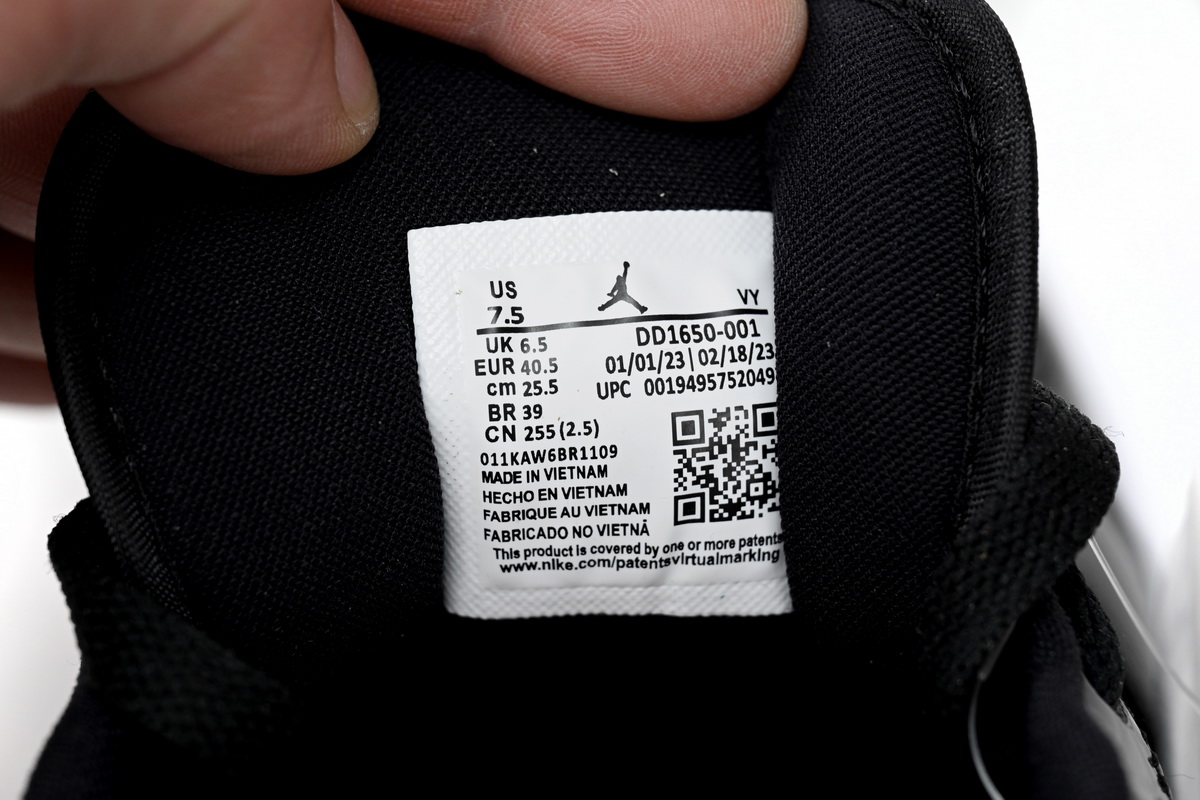 US
7.5
VY
UK 6.5
EUR 40.5
cm 25.5
BR 39
CN 255 (2.5)
DD1650-001
01/01/23 | 02/18/23
UPC 0019495752049
011KAW6BR1109
MADE IN VIETNAM
HECHO EN VIETNAM
FABRIQUE AU VIETNAM
FABRICADO NO VIETNÃ
This product is covered by one or more patents
www.nike.com/patentsvirtualmarking